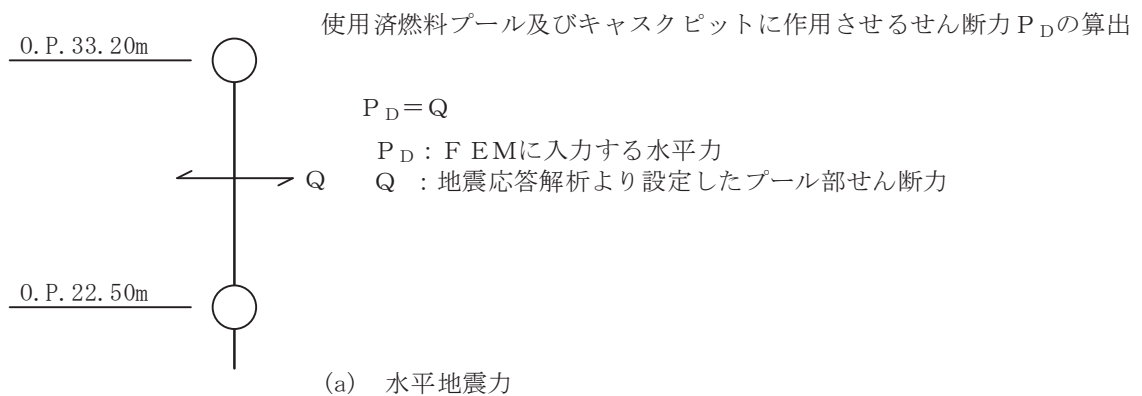 使用済燃料プール及びキャスクピットに作用させるせん断力ＰDの算出
O.P.33.20m
ＰD＝Q
ＰD：ＦＥＭに入力する水平力
Q
Q ：地震応答解析より設定したプール部せん断力
O.P.22.50m
(a) 水平地震力